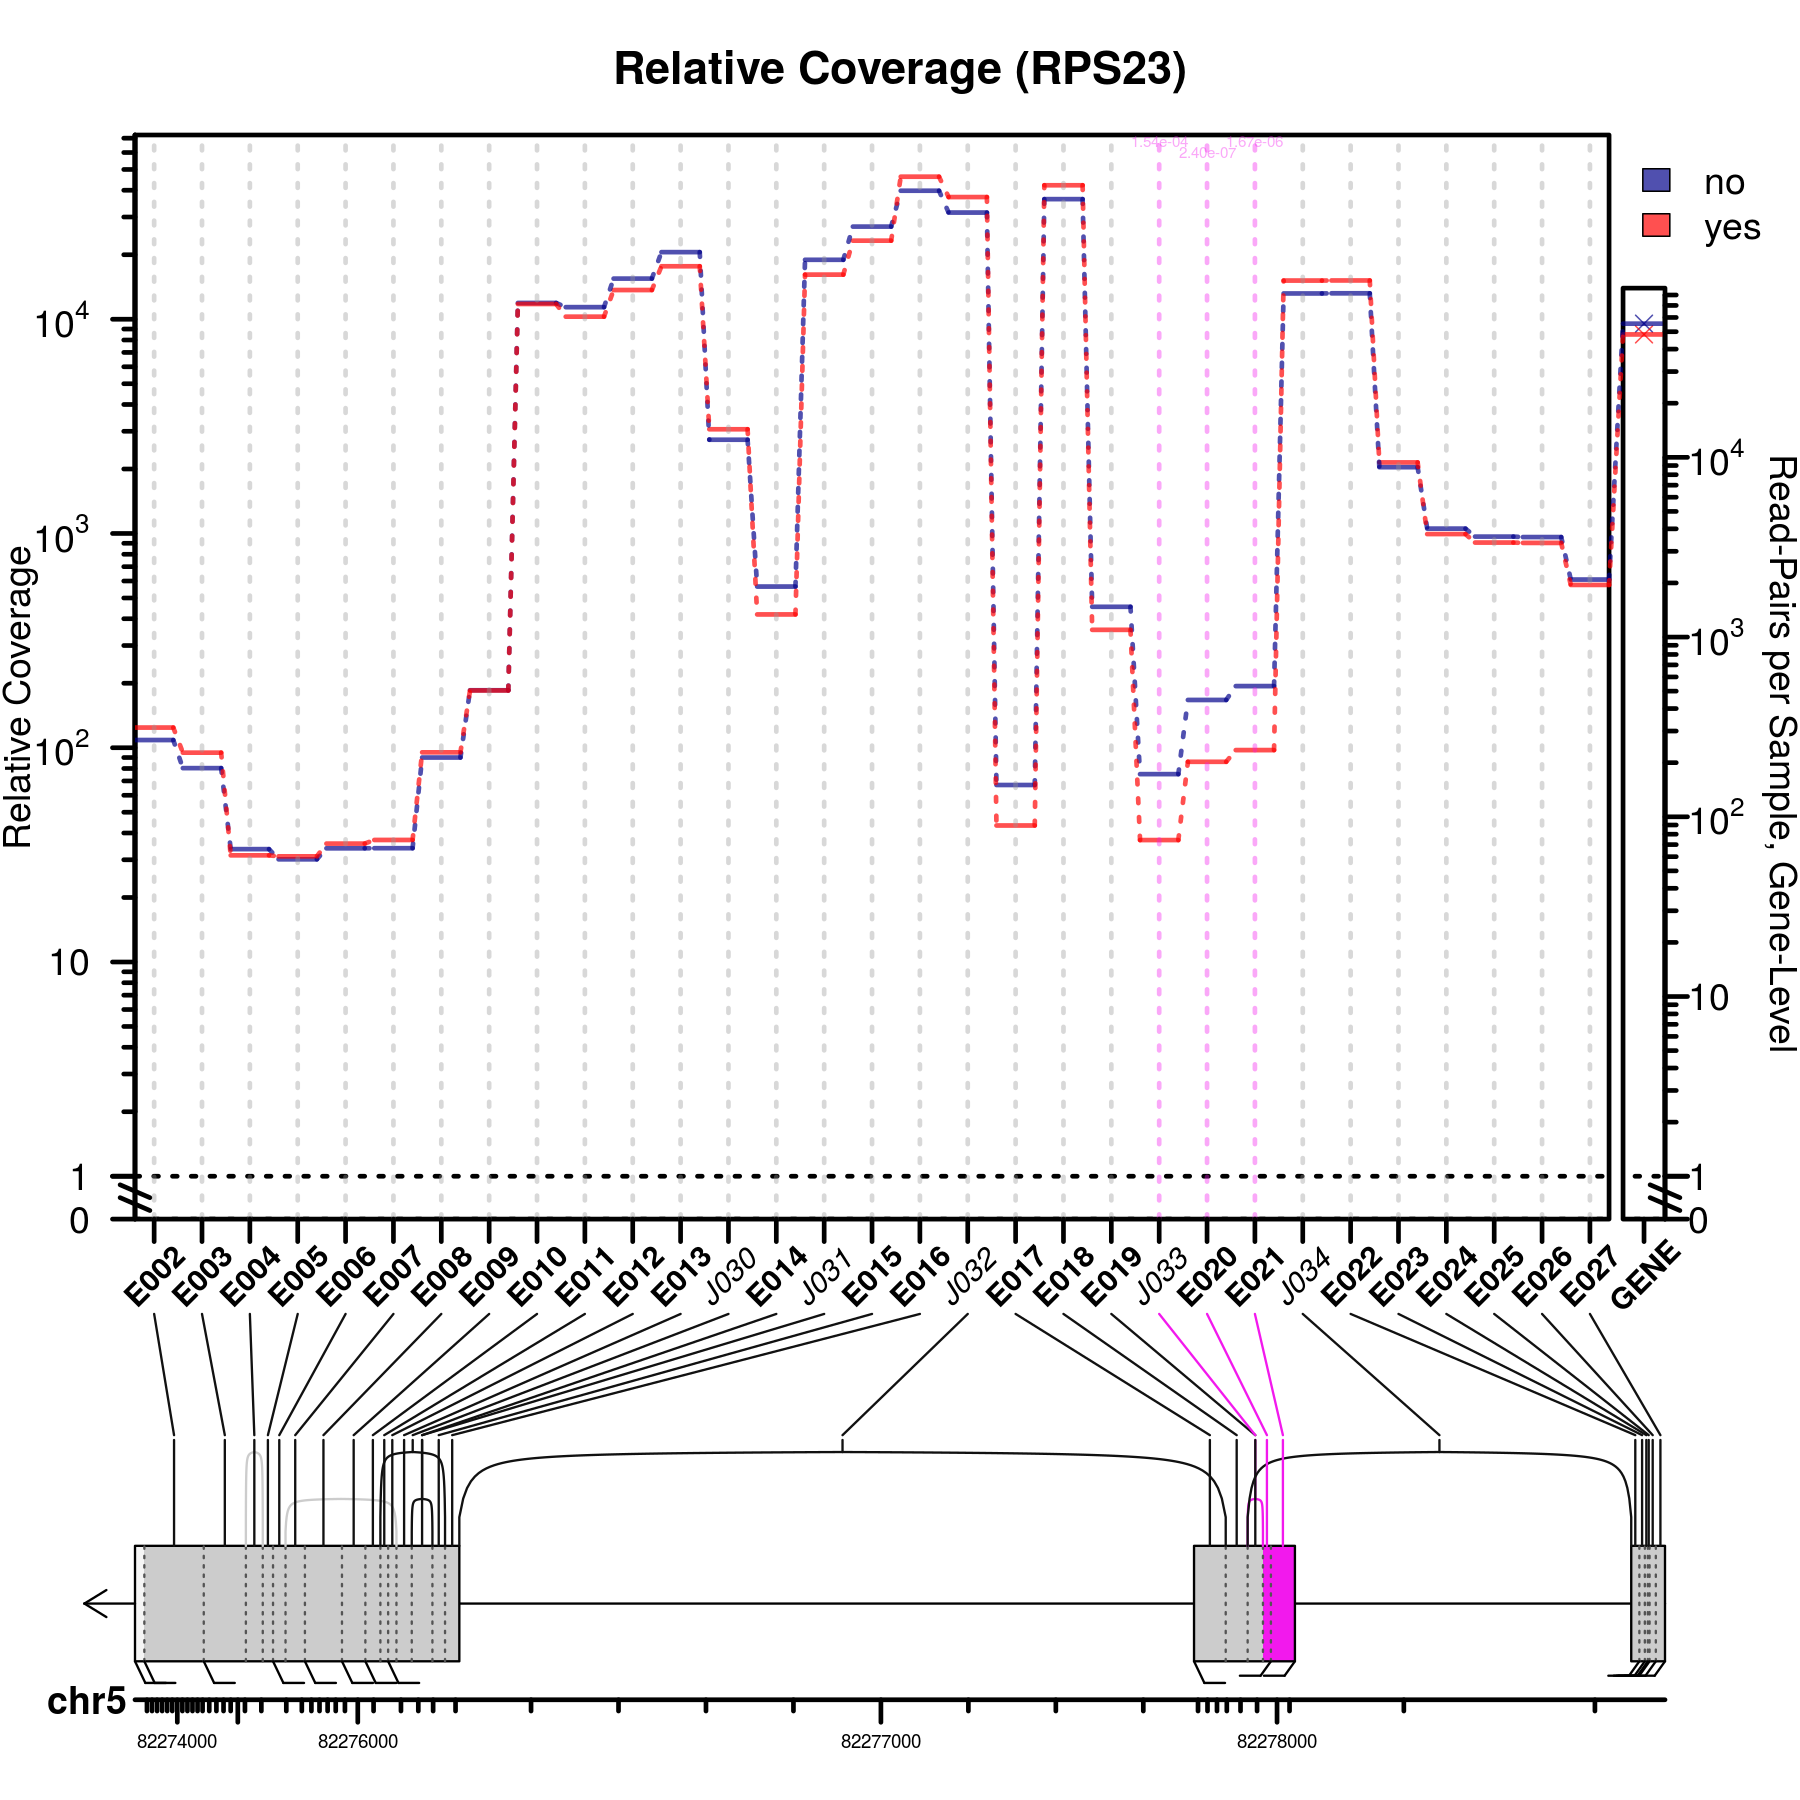 Relative Coverage (RPS23)
1.54e-04
2.40e-07
1.67e-06
no
yes
Relative Coverage
10^4
10^3
10^2
10
1
0
10^4
10^3
10^2
10
1
0
Read-Pairs per Sample, Gene-Level
E002 E003 E004 E005 E006 E007 E008 E009 E010 E011 E012 E013 J030 E014 J031 E015 E016 J032 E017 E018 E019 J033 E020 E021 J034 E022 E023 E024 E025 E026 E027 GENE
chr5
82274000 82276000 82277000 82278000